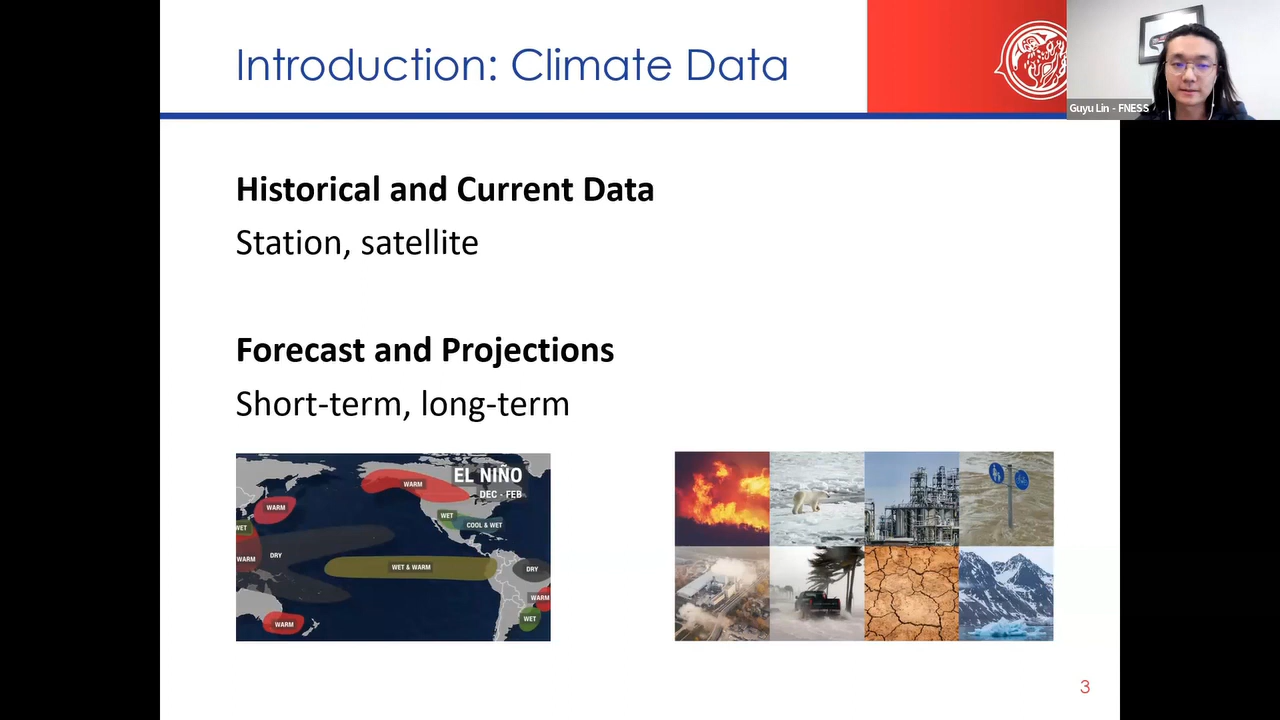 Introduction: Climate Data
Guyu Lin - FNESS
Historical and Current Data
Station, satellite
Forecast and Projections
Short-term, long-term
EL NIÑO
DEC - FEB
WARM
WARM
WET
WET
COOL & WET
WARM
DRY
WET & WARM
DRY
WARM
WARM
WET
3